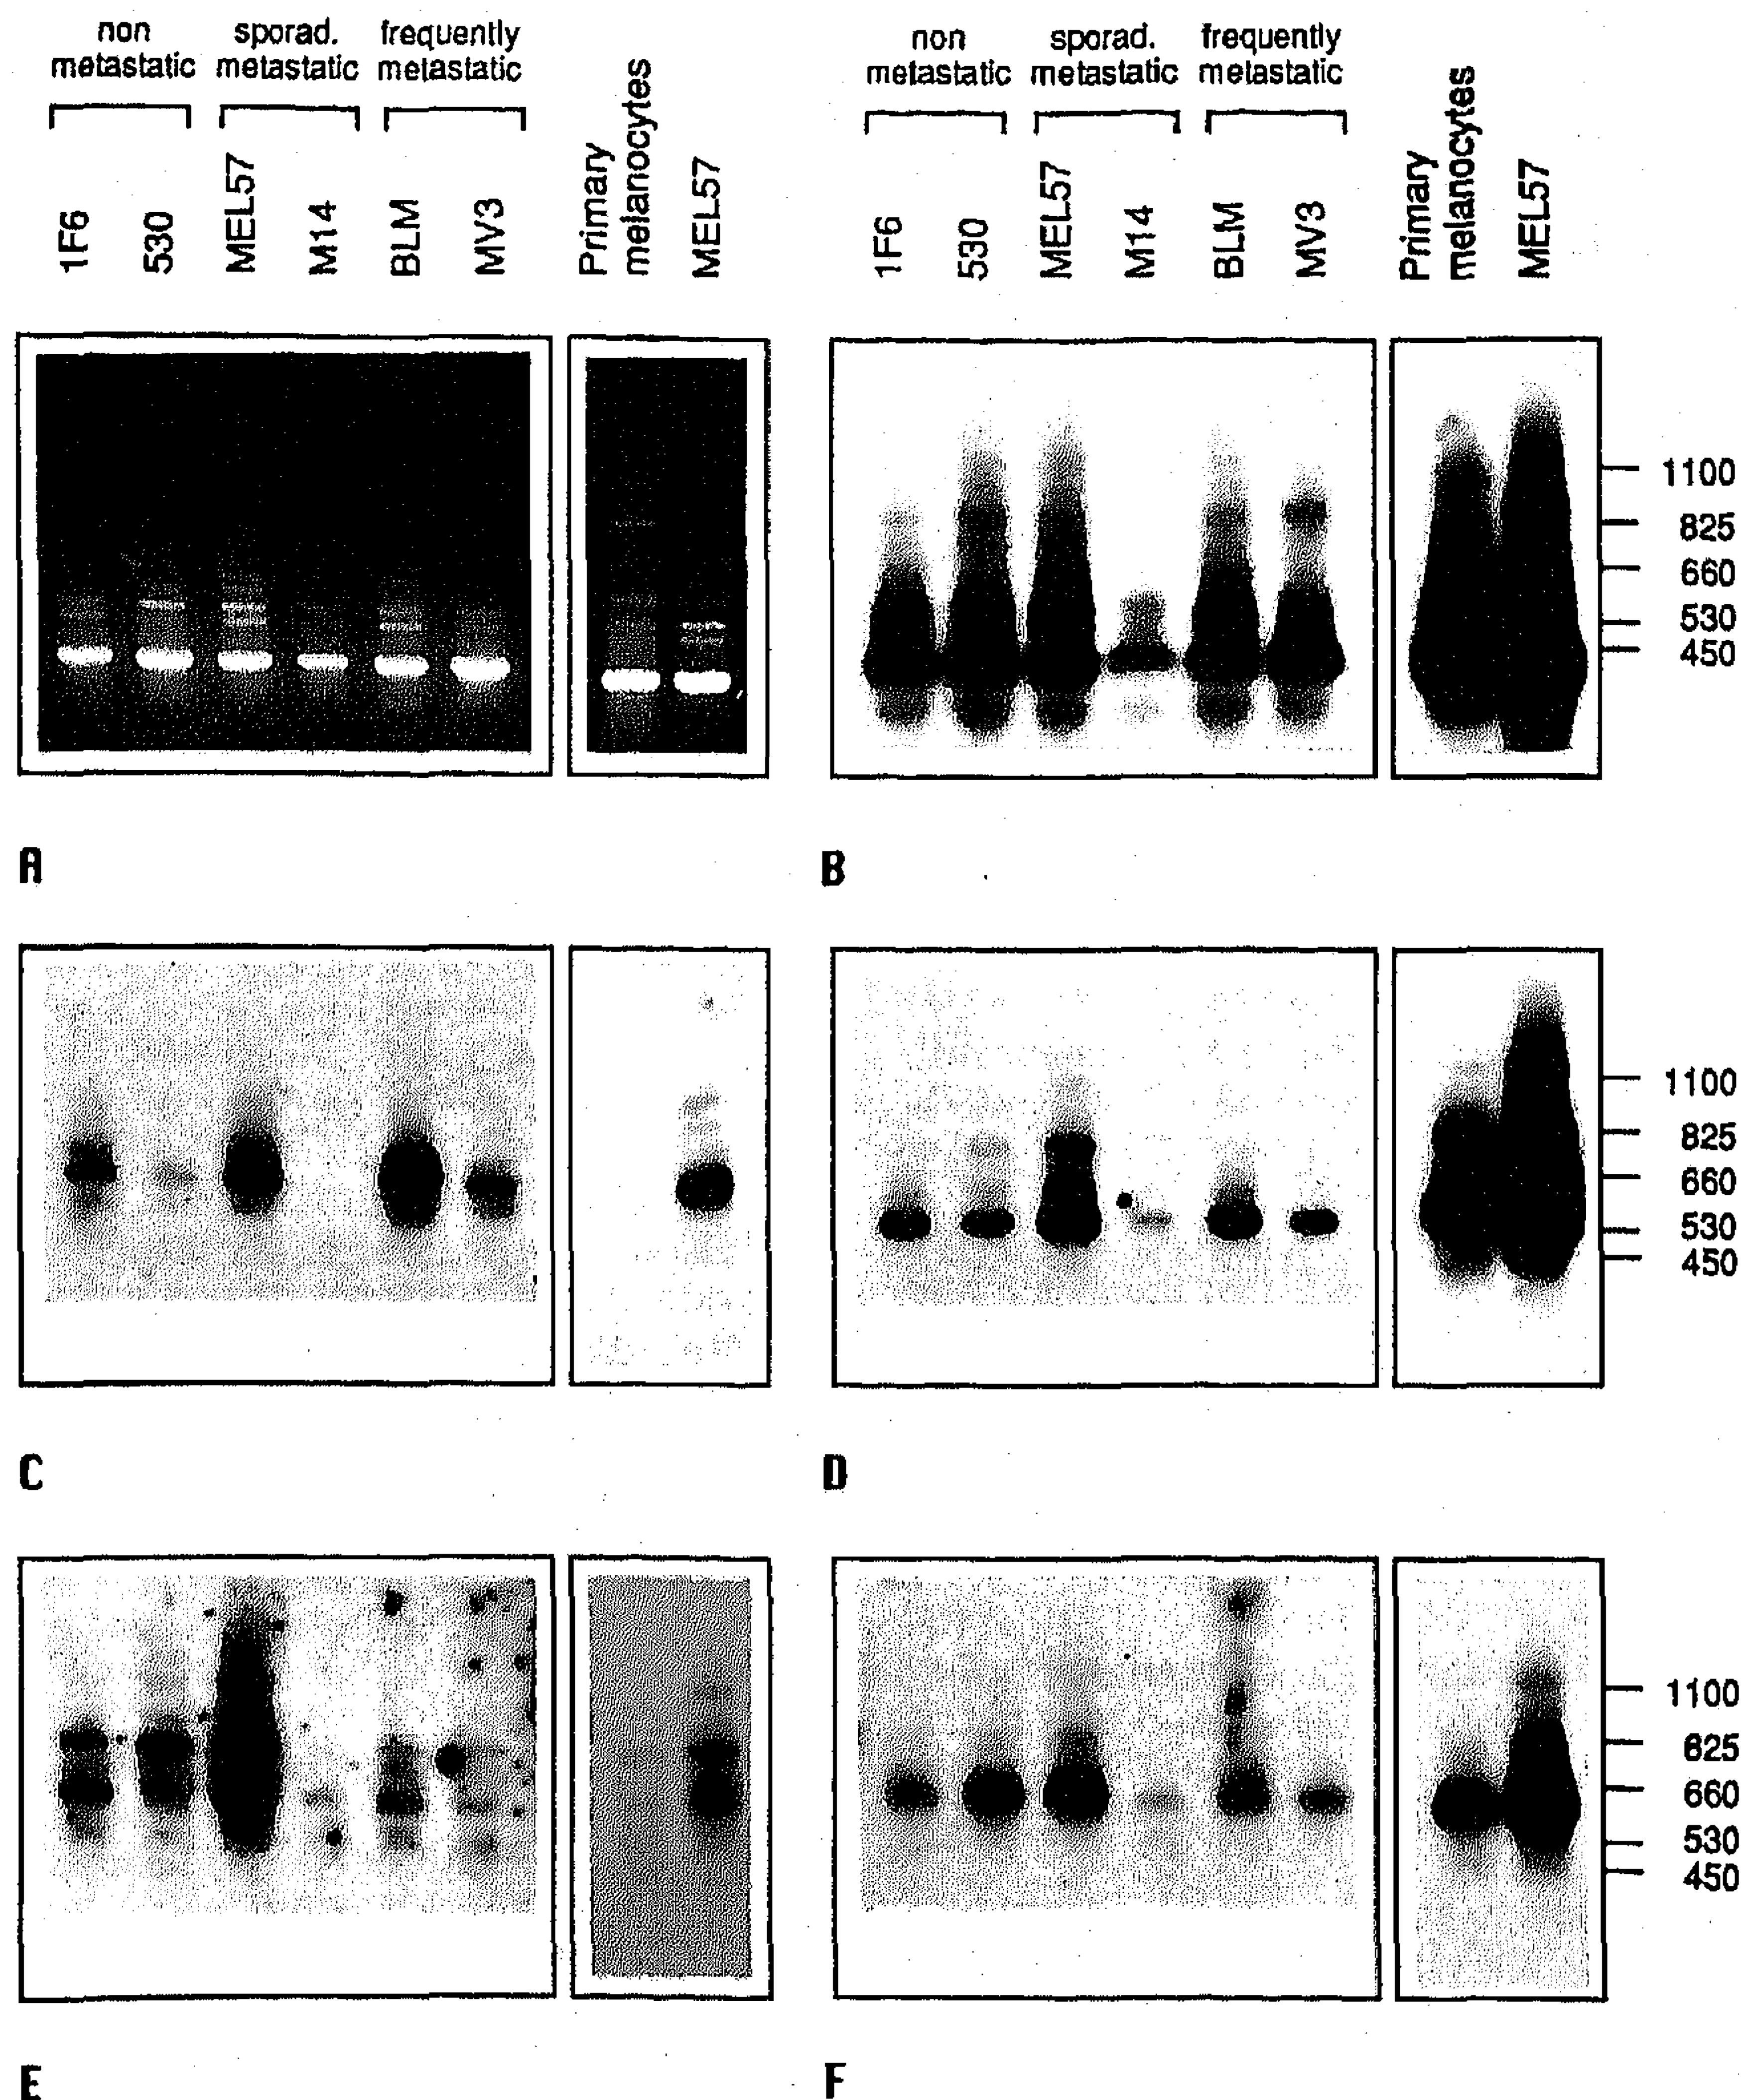 non
metastatic
sporad.
metastatic
frequently
metastatic
1F6
530
MEL57
M14
BLM
MV3
Primary
melanocytes
MEL57
non
metastatic
sporad.
metastatic
frequently
metastatic
1F6
530
MEL57
M14
BLM
MV3
Primary
melanocytes
MEL57
1100
825
660
530
450
A
B
1100
825
660
530
450
C
D
1100
825
660
530
450
E
F